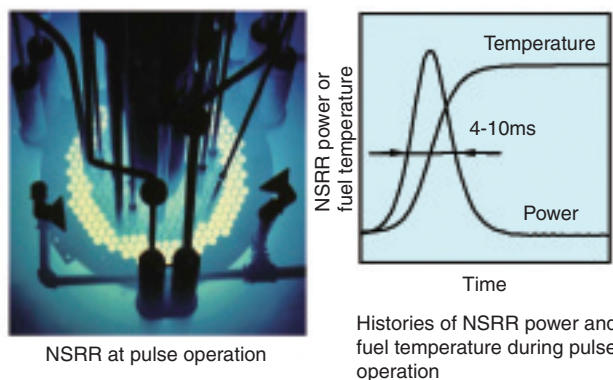 NSRR at pulse operation
NSRR power or
fuel temperature
Temperature
4-10ms
Power
Time
Histories of NSRR power and
fuel temperature during pulse
operation